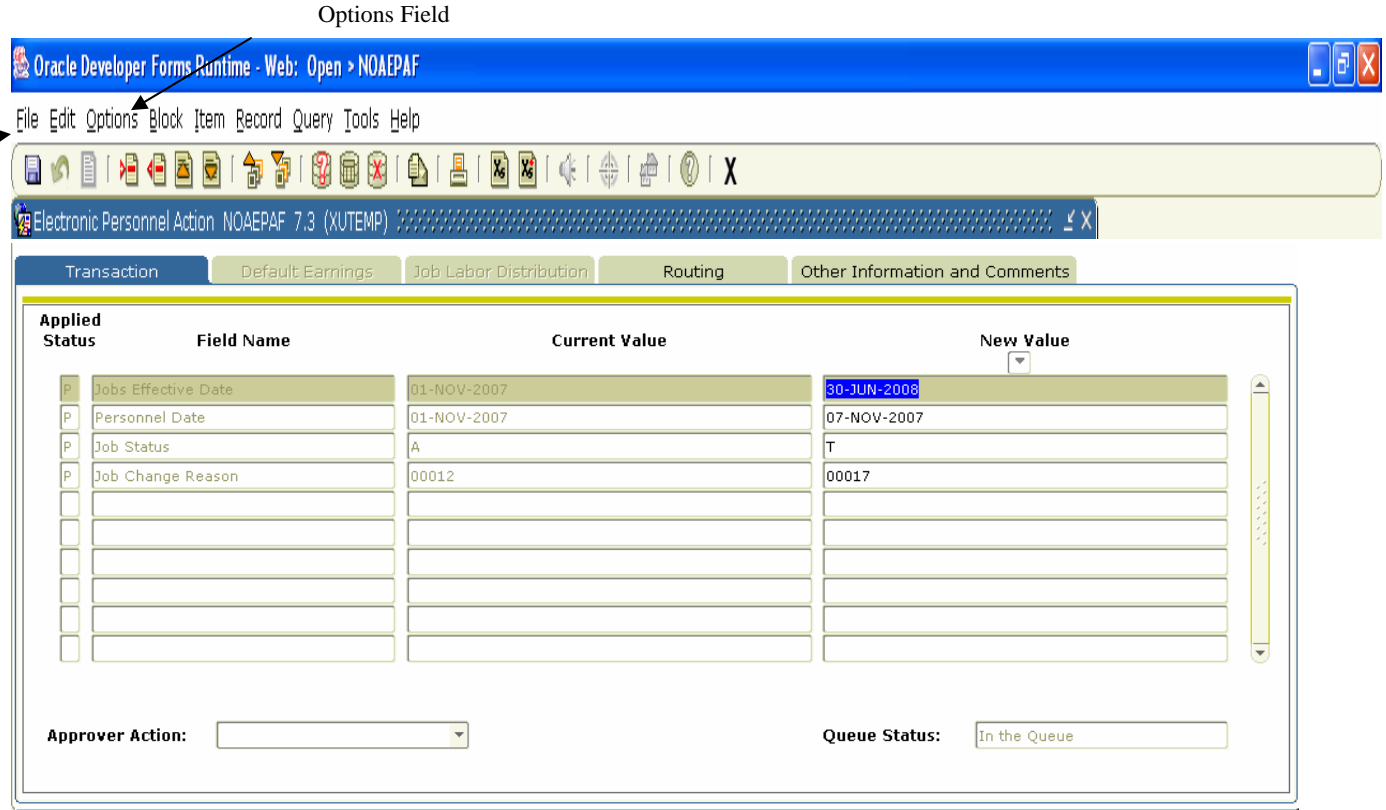 Options Field
Oracle Developer Forms Runtime - Web: Open > NOAEPAF
File Edit Options Block Item Record Query Tools Help
Electronic Personnel Action NOAEPAF 7.3 (XUTEMP)
Transaction Default Earnings Job Labor Distribution Routing Other Information and Comments
Applied
Status Field Name Current Value New Value
P Jobs Effective Date 01-NOV-2007 30-JUN-2008
P Personnel Date 01-NOV-2007 07-NOV-2007
P Job Status A T
P Job Change Reason 00012 00017
Approver Action: Queue Status: In the Queue